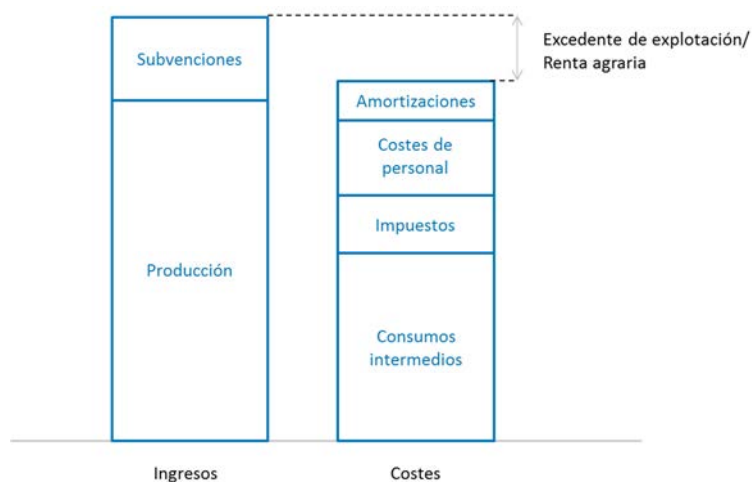 Subvenciones
Producción
Excedente de explotación/
Renta agraria
Amortizaciones
Costes de
personal
Impuestos
Consumos
intermedios
Ingresos
Costes